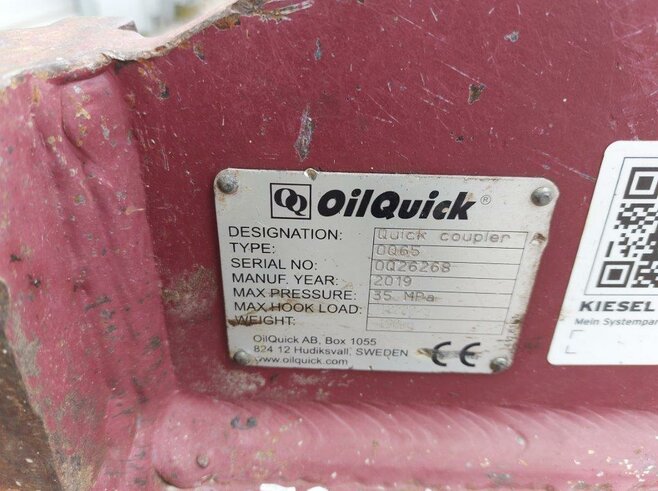 OQ OilQuick®
DESIGNATION: Quick coupler
TYPE: OQ65
SERIAL NO: OQ26268
MANUF. YEAR: 2019
MAX PRESSURE: 35 MPa
MAX HOOK LOAD:
WEIGHT:
OilQuick AB, Box 1055
824 12 Hudiksvall, SWEDEN
www.oilquick.com
CE
KIESEL
Mein Systempar